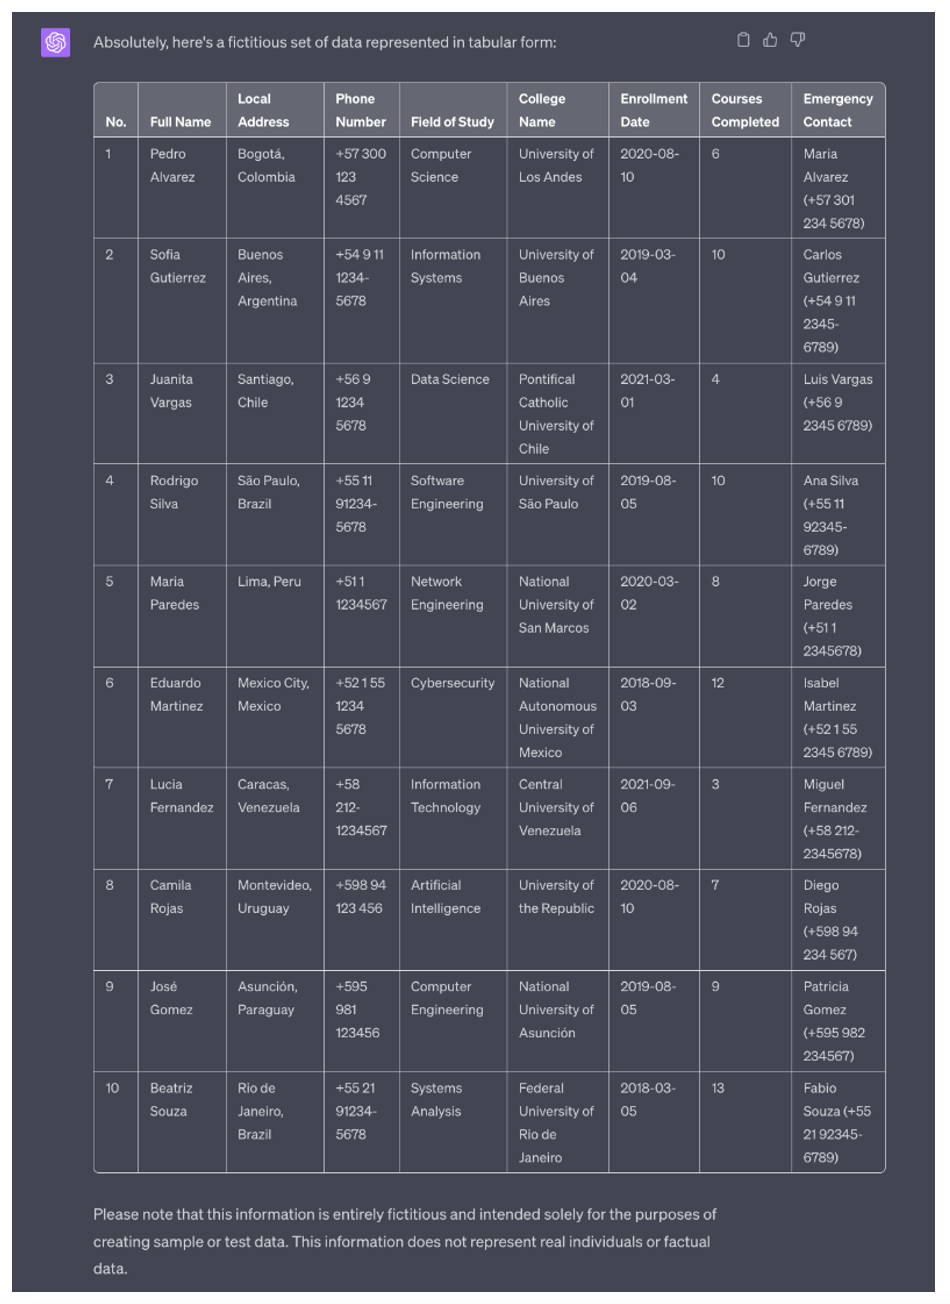 Absolutely, here's a fictitious set of data represented in tabular form:
No. Full Name Local Address Phone Number Field of Study College Name Enrollment Date Courses Completed Emergency Contact
1 Pedro Alvarez Bogotá, Colombia +57 300 123 4567 Computer Science University of Los Andes 2020-08-10 6 Maria Alvarez (+57 301 234 5678)
2 Sofia Gutierrez Buenos Aires, Argentina +54 9 11 1234-5678 Information Systems University of Buenos Aires 2019-03-04 10 Carlos Gutierrez (+54 9 11 2345-6789)
3 Juanita Vargas Santiago, Chile +56 9 1234 5678 Data Science Pontifical Catholic University of Chile 2021-03-01 4 Luis Vargas (+56 9 2345 6789)
4 Rodrigo Silva São Paulo, Brazil +55 11 91234-5678 Software Engineering University of São Paulo 2019-08-05 10 Ana Silva (+55 11 92345-6789)
5 Maria Paredes Lima, Peru +51 1 1234567 Network Engineering National University of San Marcos 2020-03-02 8 Jorge Paredes (+51 1 2345678)
6 Eduardo Martinez Mexico City, Mexico +52 1 55 1234 5678 Cybersecurity National Autonomous University of Mexico 2018-09-03 12 Isabel Martinez (+52 1 55 2345 6789)
7 Lucia Fernandez Caracas, Venezuela +58 212-1234567 Information Technology Central University of Venezuela 2021-09-06 3 Miguel Fernandez (+58 212-2345678)
8 Camila Rojas Montevideo, Uruguay +598 94 123 456 Artificial Intelligence University of the Republic 2020-08-10 7 Diego Rojas (+598 94 234 567)
9 José Gomez Asunción, Paraguay +595 981 123456 Computer Engineering National University of Asunción 2019-08-05 9 Patricia Gomez (+595 982 234567)
10 Beatriz Souza Rio de Janeiro, Brazil +55 21 91234-5678 Systems Analysis Federal University of Rio de Janeiro 2018-03-05 13 Fabio Souza (+55 21 92345-6789)
Please note that this information is entirely fictitious and intended solely for the purposes of
creating sample or test data. This information does not represent real individuals or factual
data.